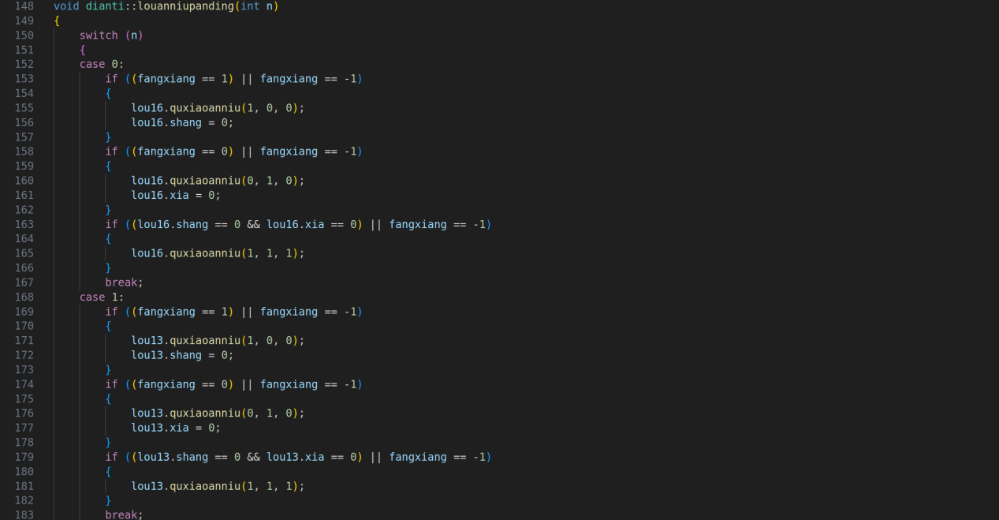 148 void dianti::louanniupanding(int n)
149 {
150     switch (n)
151     {
152     case 0:
153         if ((fangxiang == 1) || fangxiang == -1)
154         {
155             lou16.quxiaoanniu(1, 0, 0);
156             lou16.shang = 0;
157         }
158         if ((fangxiang == 0) || fangxiang == -1)
159         {
160             lou16.quxiaoanniu(0, 1, 0);
161             lou16.xia = 0;
162         }
163         if ((lou16.shang == 0 && lou16.xia == 0) || fangxiang == -1)
164         {
165             lou16.quxiaoanniu(1, 1, 1);
166         }
167         break;
168     case 1:
169         if ((fangxiang == 1) || fangxiang == -1)
170         {
171             lou13.quxiaoanniu(1, 0, 0);
172             lou13.shang = 0;
173         }
174         if ((fangxiang == 0) || fangxiang == -1)
175         {
176             lou13.quxiaoanniu(0, 1, 0);
177             lou13.xia = 0;
178         }
179         if ((lou13.shang == 0 && lou13.xia == 0) || fangxiang == -1)
180         {
181             lou13.quxiaoanniu(1, 1, 1);
182         }
183         break;